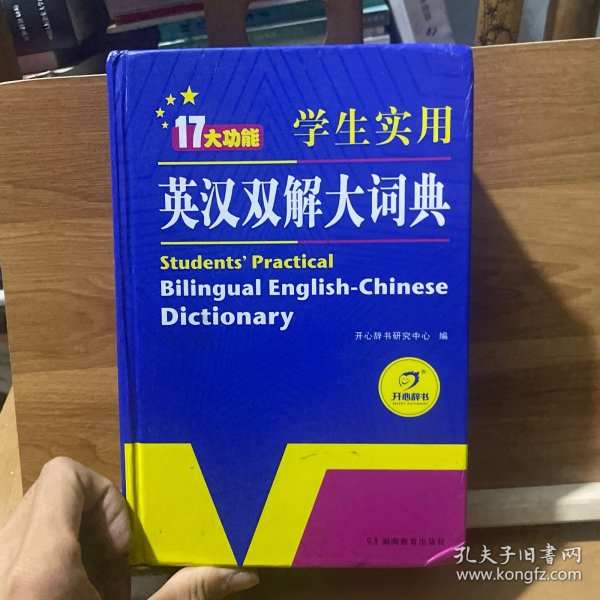 17大功能
学生实用
英汉双解大词典
Students' Practical
Bilingual English-Chinese
Dictionary
开心辞书研究中心 编
开心辞书
湖南教育出版社
孔夫子旧书网
www.kongfz.com